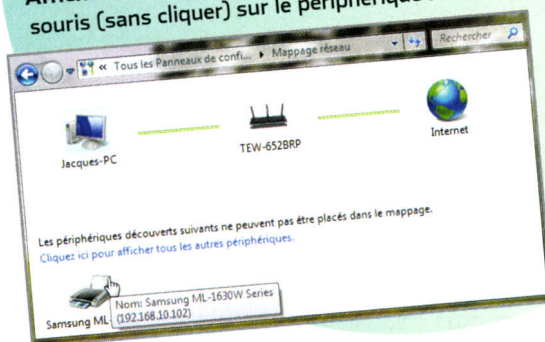 souris (sans cliquer) sur le périphérique
« Tous les Panneaux de confi... ▸ Mappage réseau
Rechercher
Jacques-PC
TEW-652BRP
Internet
Les périphériques découverts suivants ne peuvent pas être placés dans le mappage.
Cliquez ici pour afficher tous les autres périphériques.
Samsung ML-
Nom: Samsung ML-1630W Series
(192.168.10.102)